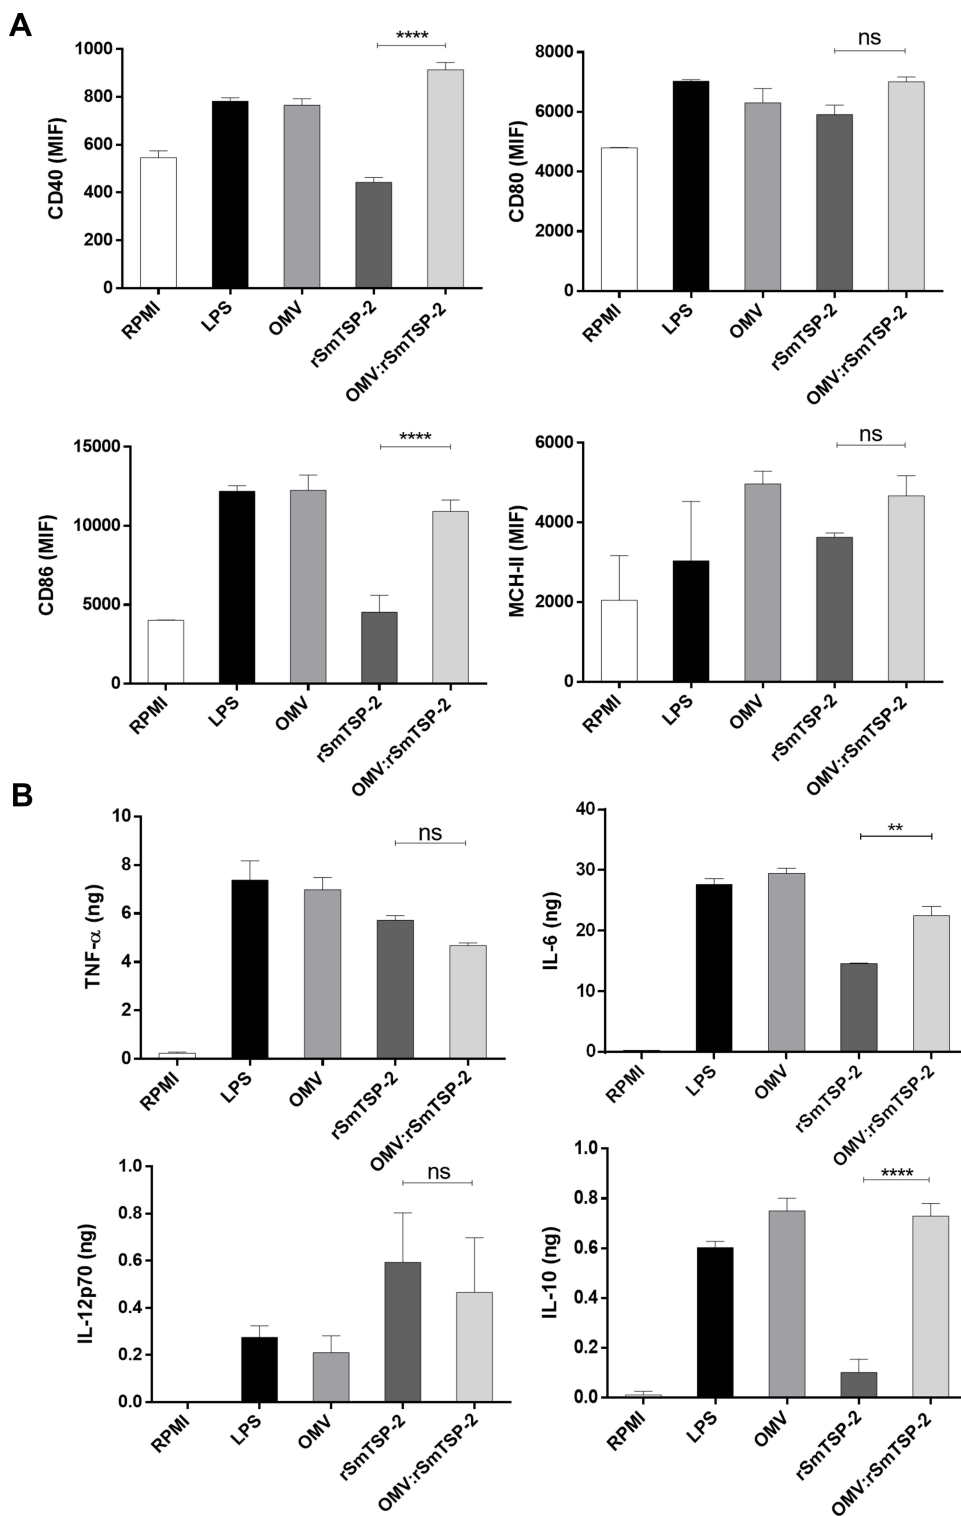 A
CD40 (MIF)
1000
800
600
400
200
0
****
RPMI
LPS
OMV
rSmTSP-2
OMV:rSmTSP-2
CD80 (MIF)
8000
6000
4000
2000
0
ns
RPMI
LPS
OMV
rSmTSP-2
OMV:rSmTSP-2
CD86 (MIF)
15000
10000
5000
0
****
RPMI
LPS
OMV
rSmTSP-2
OMV:rSmTSP-2
MCH-II (MIF)
6000
4000
2000
0
ns
RPMI
LPS
OMV
rSmTSP-2
OMV:rSmTSP-2
B
TNF-α (ng)
10
8
6
4
2
0
ns
RPMI
LPS
OMV
rSmTSP-2
OMV:rSmTSP-2
IL-6 (ng)
40
30
20
10
0
**
RPMI
LPS
OMV
rSmTSP-2
OMV:rSmTSP-2
IL-12p70 (ng)
1.0
0.8
0.6
0.4
0.2
0.0
ns
RPMI
LPS
OMV
rSmTSP-2
OMV:rSmTSP-2
IL-10 (ng)
1.0
0.8
0.6
0.4
0.2
0.0
****
RPMI
LPS
OMV
rSmTSP-2
OMV:rSmTSP-2